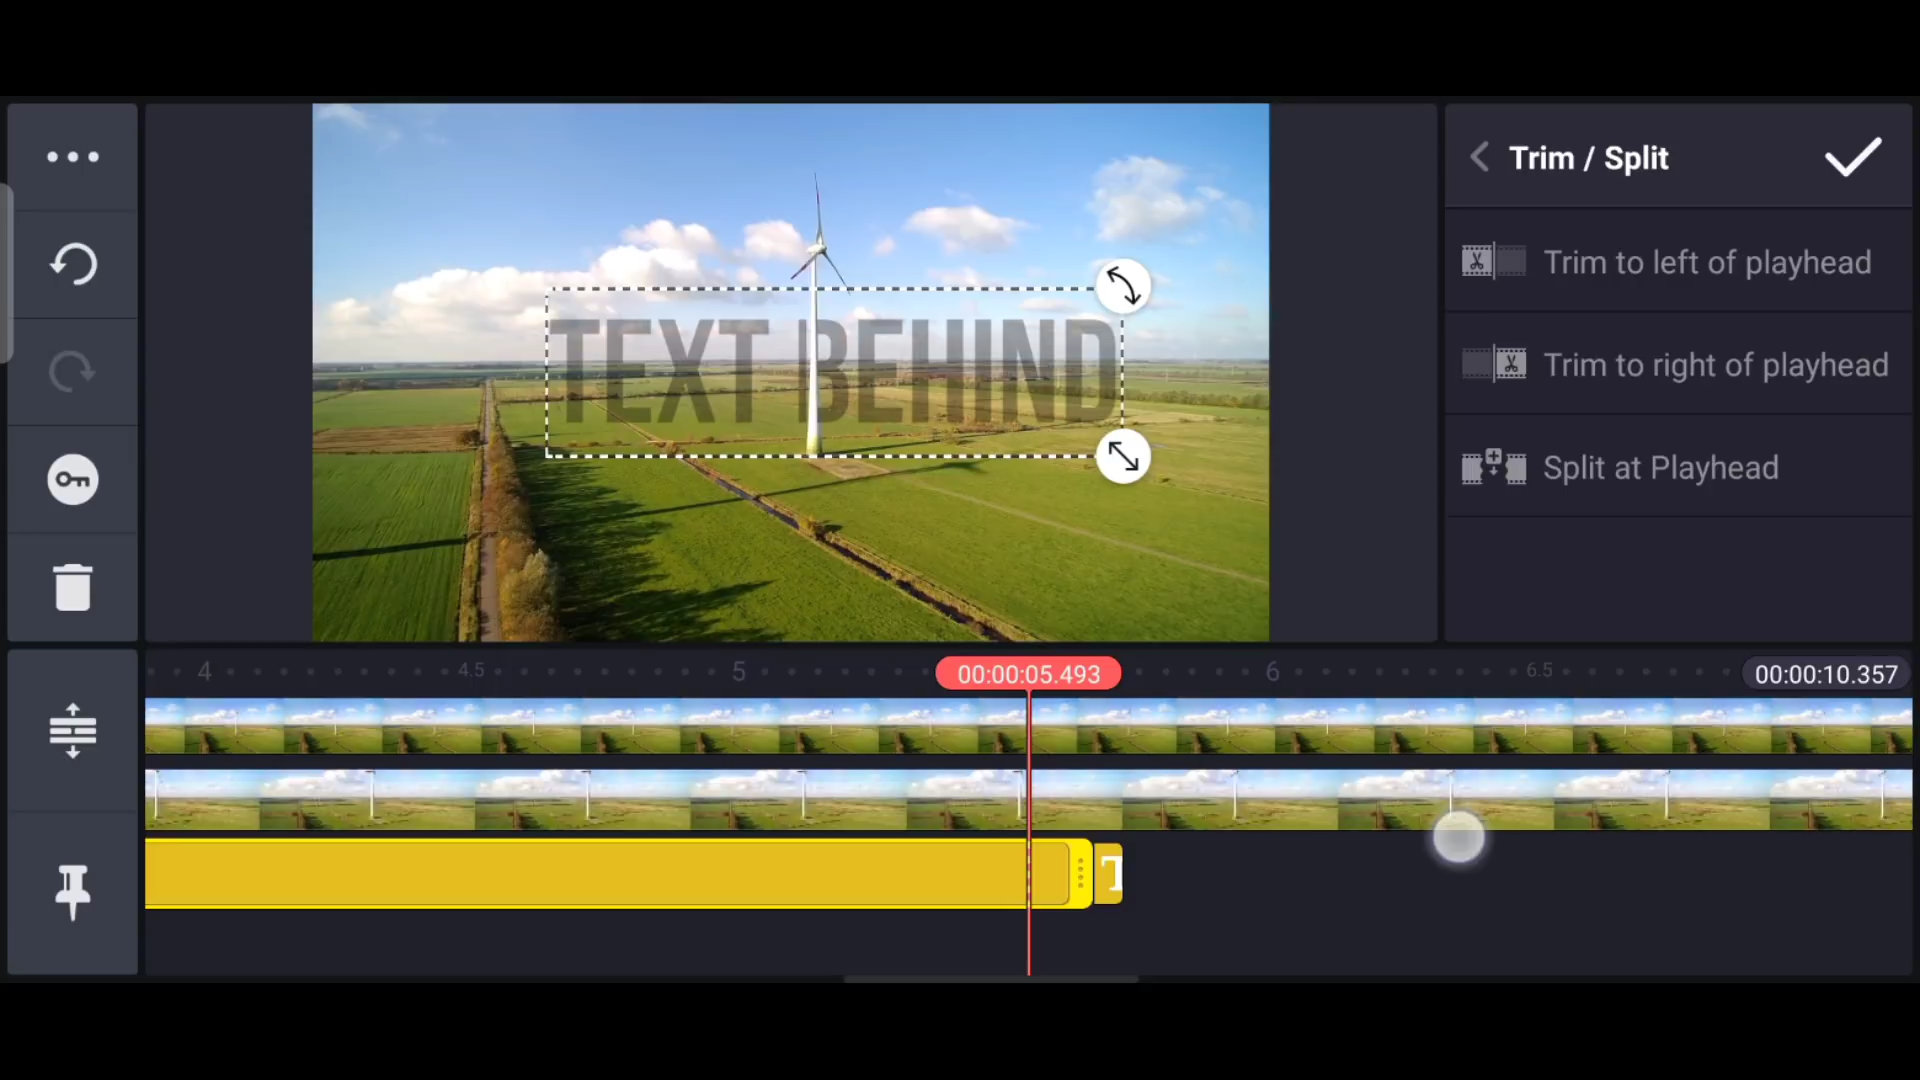 Trim / Split
Trim to left of playhead
Trim to right of playhead
Split at Playhead
TEXT BEHIND
4
4.5
5
00:00:05.493
6
6.5
00:00:10.357
T